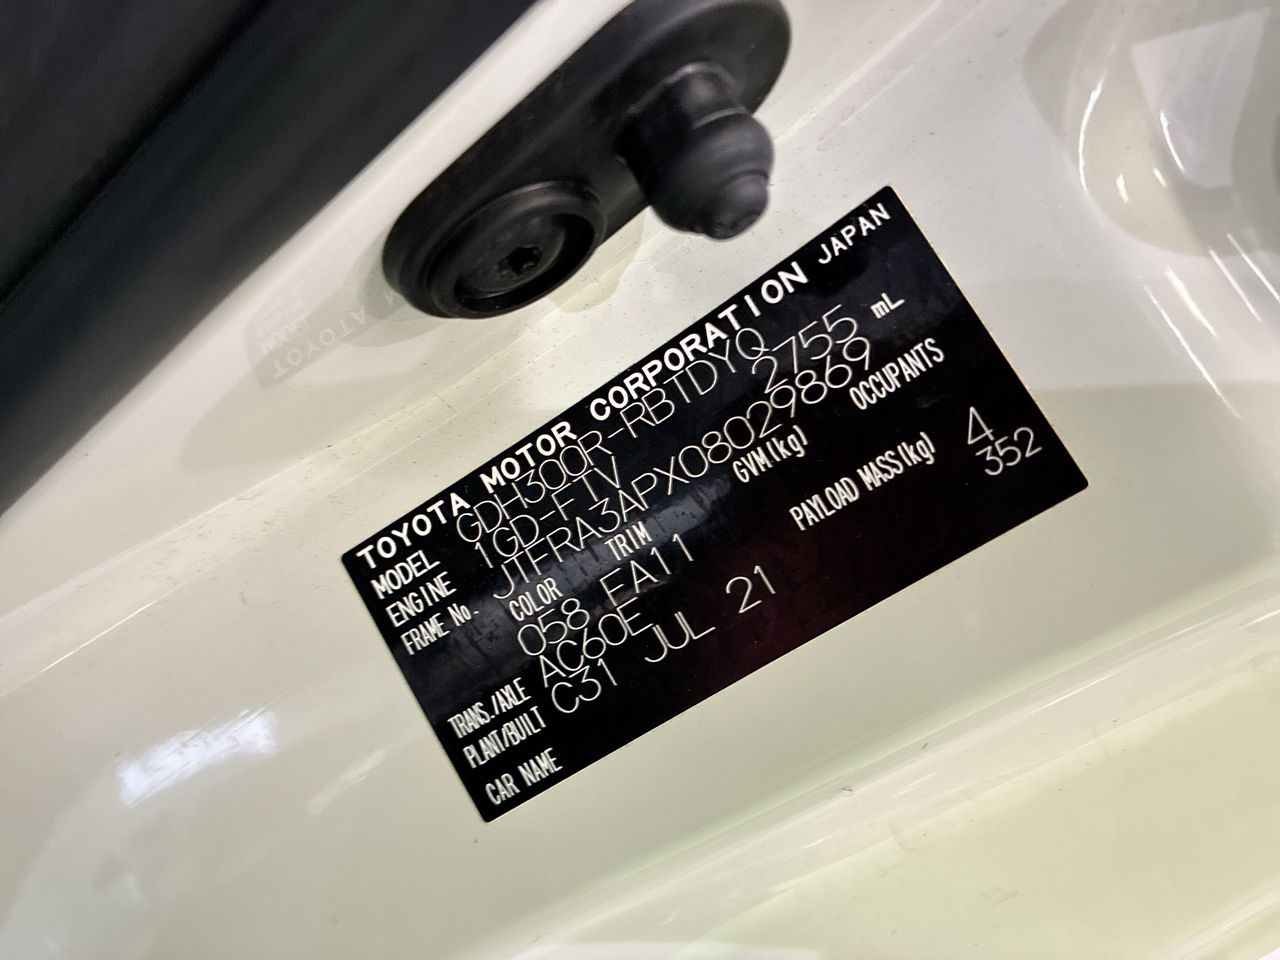 TOYOTA MOTOR CORPORATION JAPAN
MODEL GDH300R-RBTDYQ
ENGINE 1GD-FTV 2755 mL
FRAME No. JTFRA3APX08029869
COLOR TRIM GVM(kg) OCCUPANTS
058 FA11 PAYLOAD MASS(kg) 4
352
TRANS./AXLE AC60E
PLANT/BUILT C31 JUL 21
CAR NAME